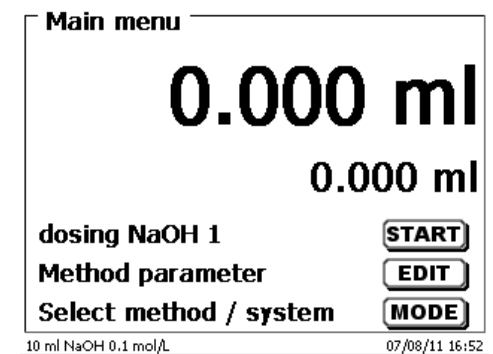 Main menu
0.000 ml
0.000 ml
dosing NaOH 1 START
Method parameter EDIT
Select method / system MODE
10 ml NaOH 0.1 mol/L 07/08/11 16:52